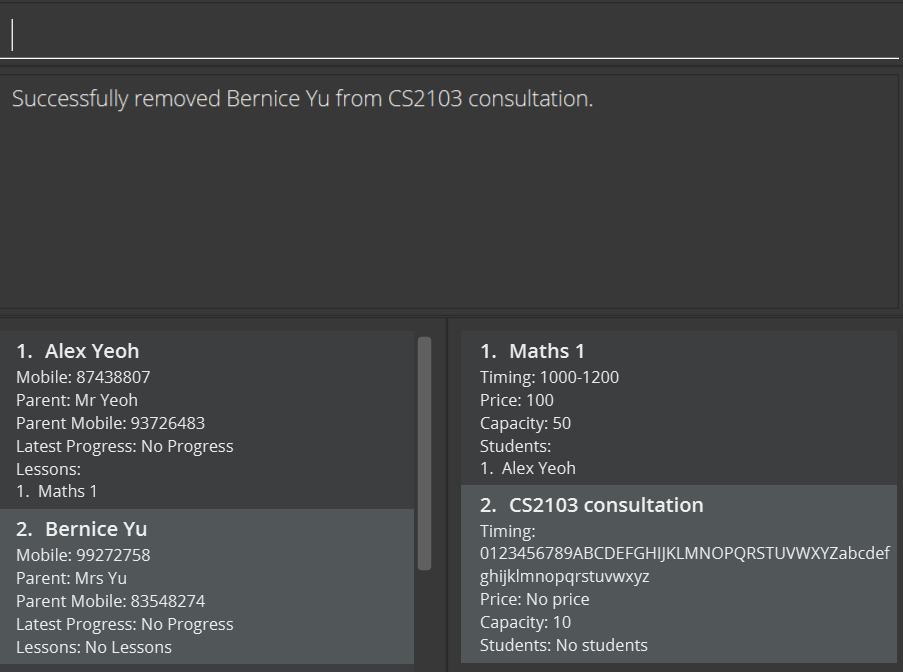 Successfully removed Bernice Yu from CS2103 consultation.
1. Alex Yeoh
Mobile: 87438807
Parent: Mr Yeoh
Parent Mobile: 93726483
Latest Progress: No Progress
Lessons:
1. Maths 1
2. Bernice Yu
Mobile: 99272758
Parent: Mrs Yu
Parent Mobile: 83548274
Latest Progress: No Progress
Lessons: No Lessons
1. Maths 1
Timing: 1000-1200
Price: 100
Capacity: 50
Students:
1. Alex Yeoh
2. CS2103 consultation
Timing:
0123456789ABCDEFGHIJKLMNOPQRSTUVWXYZabcdef
ghijklmnopqrstuvwxyz
Price: No price
Capacity: 10
Students: No students